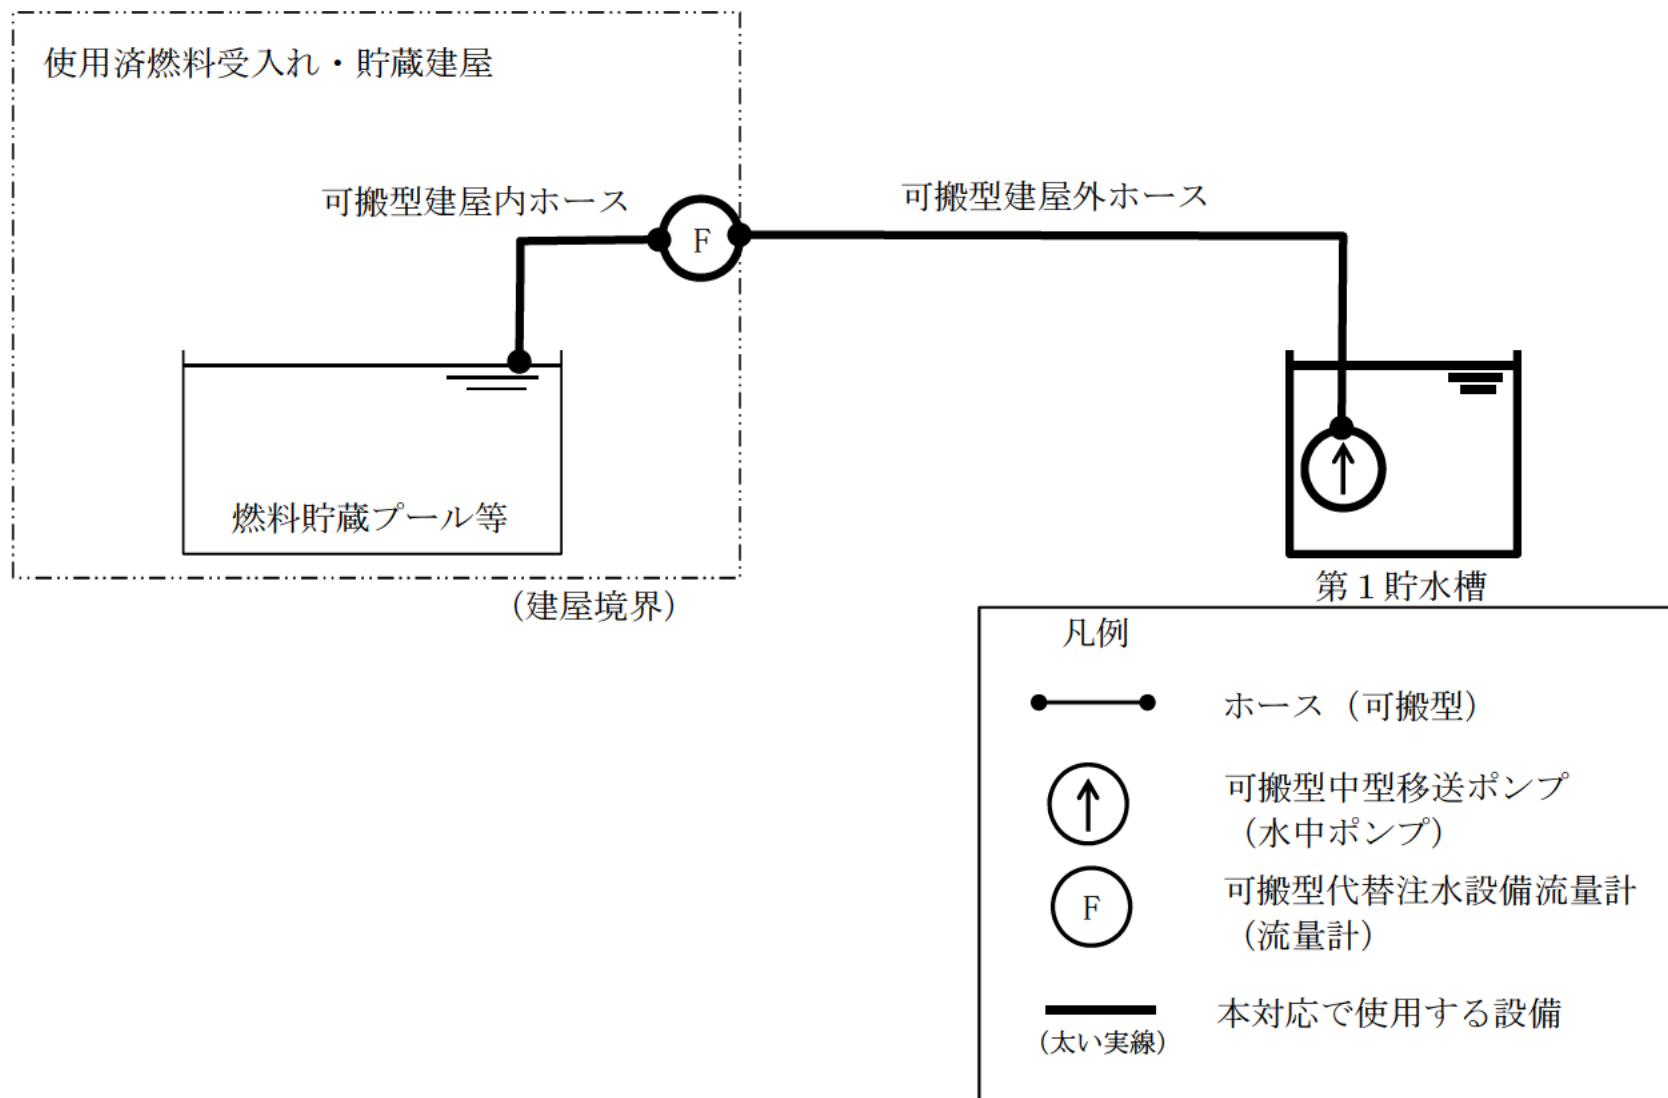 使用済燃料受入れ・貯蔵建屋
可搬型建屋内ホース
F
可搬型建屋外ホース
燃料貯蔵プール等
（建屋境界）
第１貯水槽
凡例
ホース（可搬型）
可搬型中型移送ポンプ
（水中ポンプ）
F
可搬型代替注水設備流量計
（流量計）
本対応で使用する設備
（太い実線）